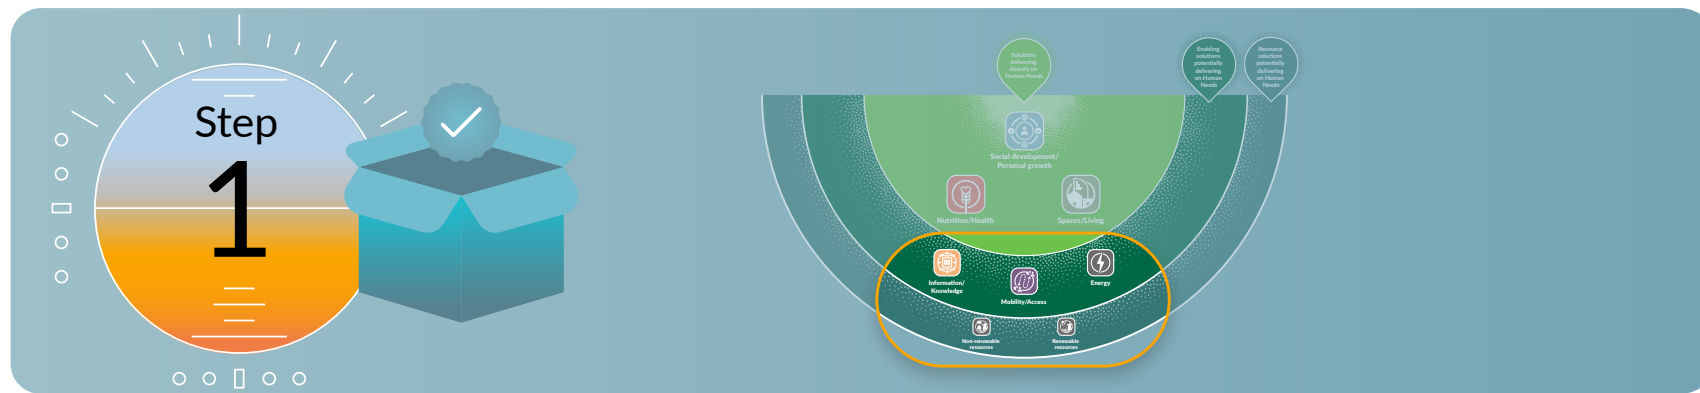 Step
1
Solutions
delivering
directly on
Human Needs
Enabling
solutions
potentially
delivering
on Human
Needs
Resource
solutions
potentially
delivering
on Human
Needs
Social development/
Personal growth
Nutrition/Health
Spaces/Living
Information/
Knowledge
Mobility/Access
Energy
Non-renewable
resources
Renewable
resources